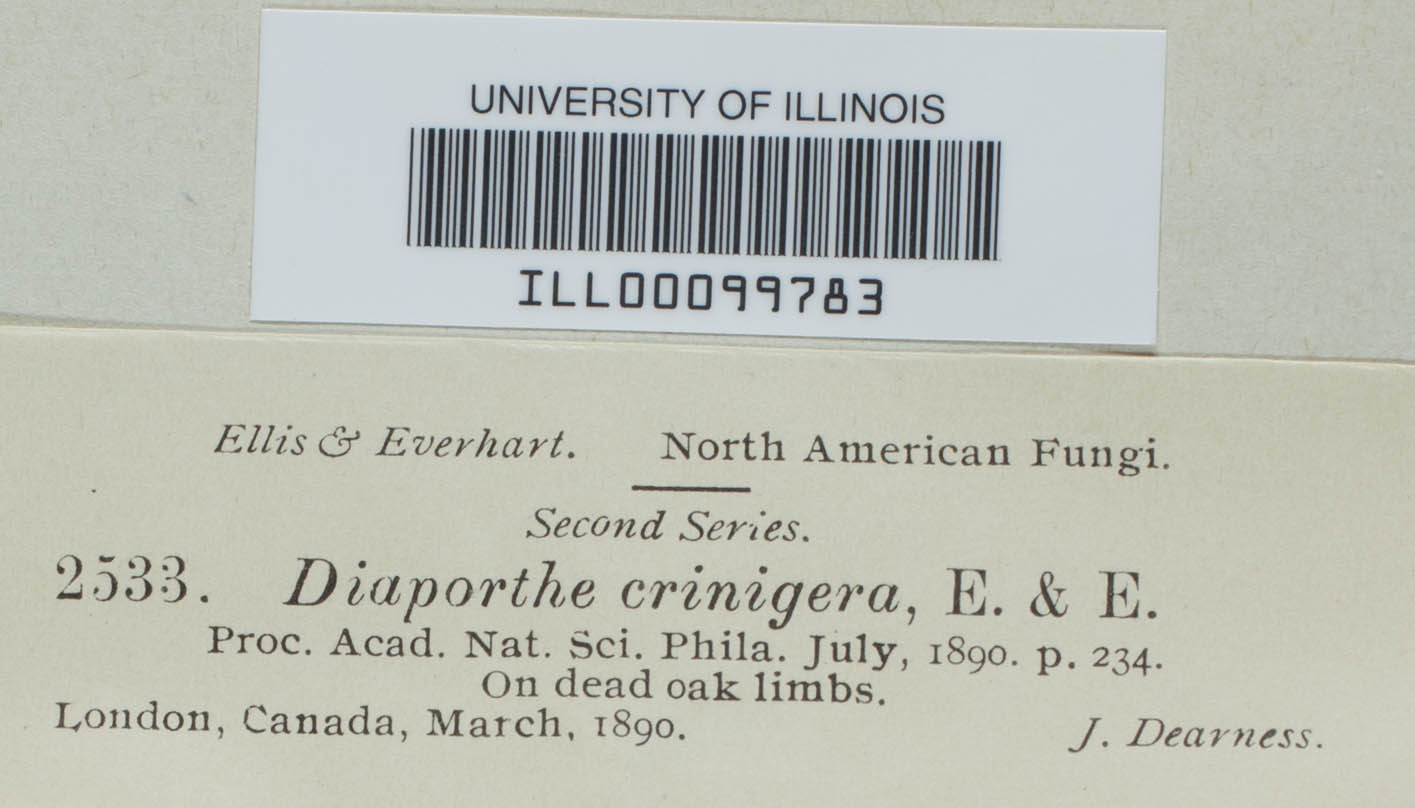 UNIVERSITY OF ILLINOIS
ILL00099783
Ellis & Everhart. North American Fungi.
Second Series.
2533. Diaporthe crinigera, E. & E.
Proc. Acad. Nat. Sci. Phila. July, 1890. p. 234.
On dead oak limbs.
London, Canada, March, 1890. J. Dearness.